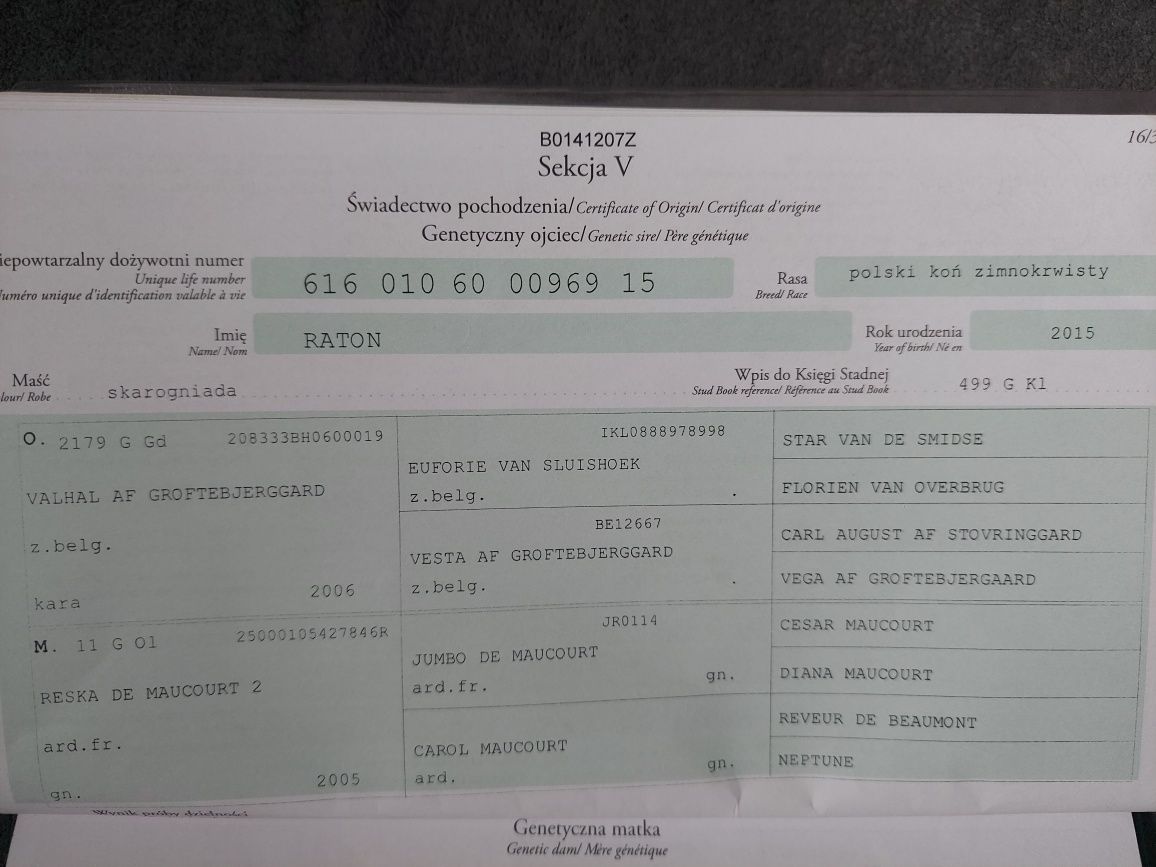 B0141207Z
16/3
Sekcja V
Świadectwo pochodzenia/ Certificate of Origin/ Certificat d'origine
Genetyczny ojciec/ Genetic sire/ Père génétique
iepowtarzalny dożywotni numer
Unique life number
Numéro unique d'identification valable à vie
616 010 60 00969 15
Rasa
Breed/ Race
polski koń zimnokrwisty
Imię
Name/ Nom
RATON
Rok urodzenia
Year of birth/ Né en
2015
Maść
lour/ Robe
skarogniada
Wpis do Księgi Stadnej
Stud Book reference/ Référence au Stud Book
499 G Kl
O. 2179 G Gd 208333BH0600019
VALHAL AF GROFTEBJERGGARD
z.belg.
kara 2006
M. 11 G Ol 25000105427846R
RESKA DE MAUCOURT 2
ard.fr.
gn. 2005
IKL0888978998
EUFORIE VAN SLUISHOEK
z.belg. .
BE12667
VESTA AF GROFTEBJERGGARD
z.belg. .
JR0114
JUMBO DE MAUCOURT
ard.fr. gn.
CAROL MAUCOURT
ard. gn.
STAR VAN DE SMIDSE
FLORIEN VAN OVERBRUG
CARL AUGUST AF STOVRINGGARD
VEGA AF GROFTEBJERGAARD
CESAR MAUCOURT
DIANA MAUCOURT
REVEUR DE BEAUMONT
NEPTUNE
Wynik próby dzielności
Genetyczna matka
Genetic dam/ Mère génétique